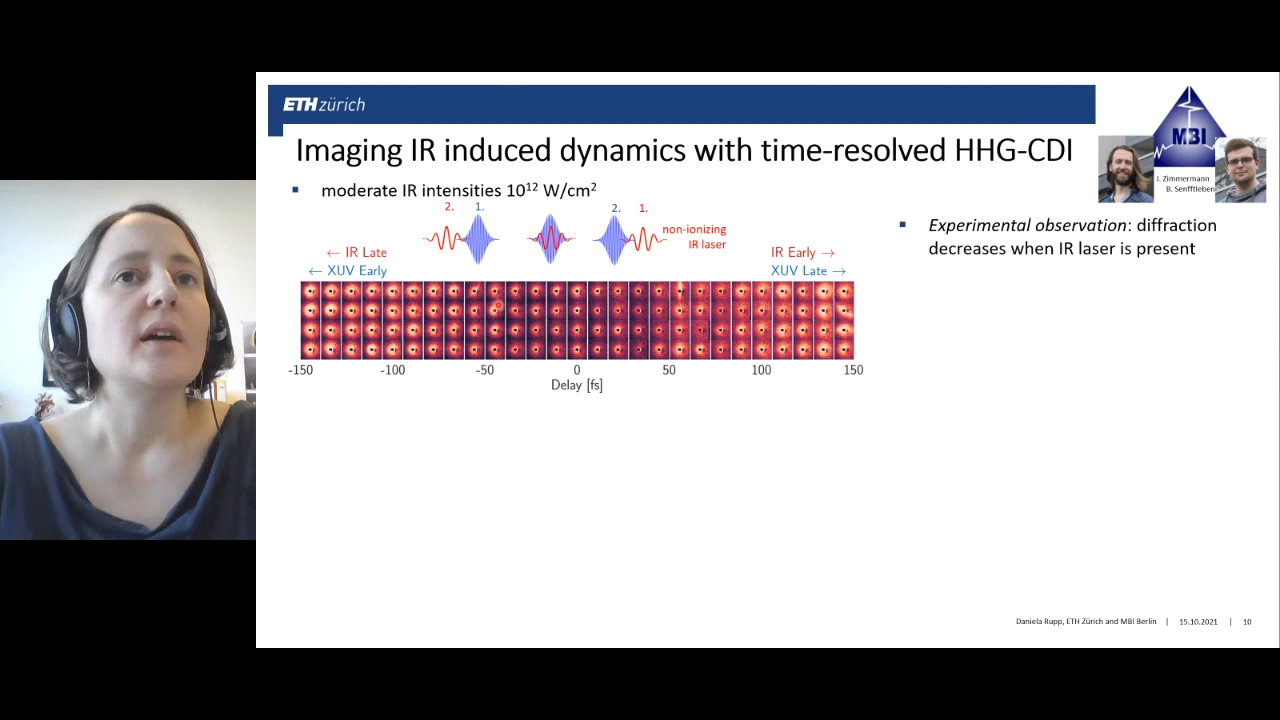 ETH zürich
Imaging IR induced dynamics with time-resolved HHG-CDI
MBI
J. Zimmermann
B. Senfftleben
▪ moderate IR intensities 10¹² W/cm²
2. 1. 2. 1.
non-ionizing
IR laser
← IR Late IR Early →
← XUV Early XUV Late →
-150 -100 -50 0 50 100 150
Delay [fs]
▪ Experimental observation: diffraction
decreases when IR laser is present
Daniela Rupp, ETH Zürich and MBI Berlin | 15.10.2021 | 10